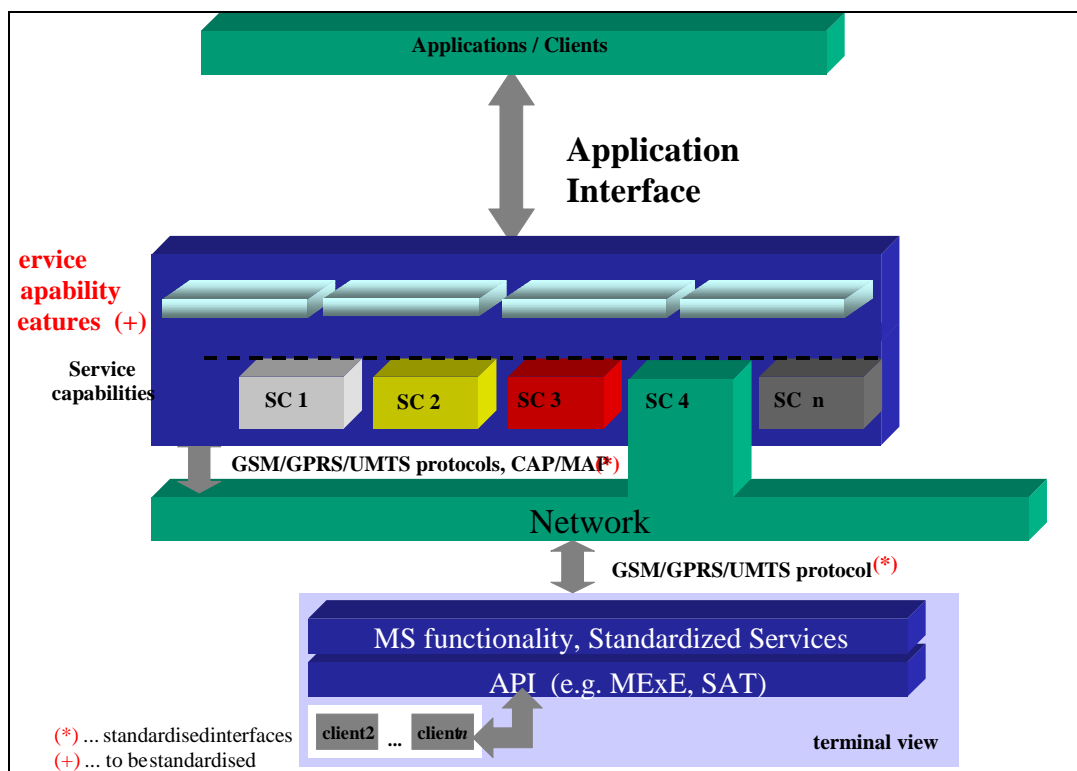 Applications / Clients
Application
Interface
ervice
apability
eatures (+)
Service
capabilities
SC 1
SC 2
SC 3
SC 4
SC n
GSM/GPRS/UMTS protocols, CAP/MAP(*)
Network
GSM/GPRS/UMTS protocol(*)
MS functionality, Standardized Services
API (e.g. MExE, SAT)
client2 ... clientn
(*) ... standardisedinterfaces
(+) ... to bestandardised
terminal view